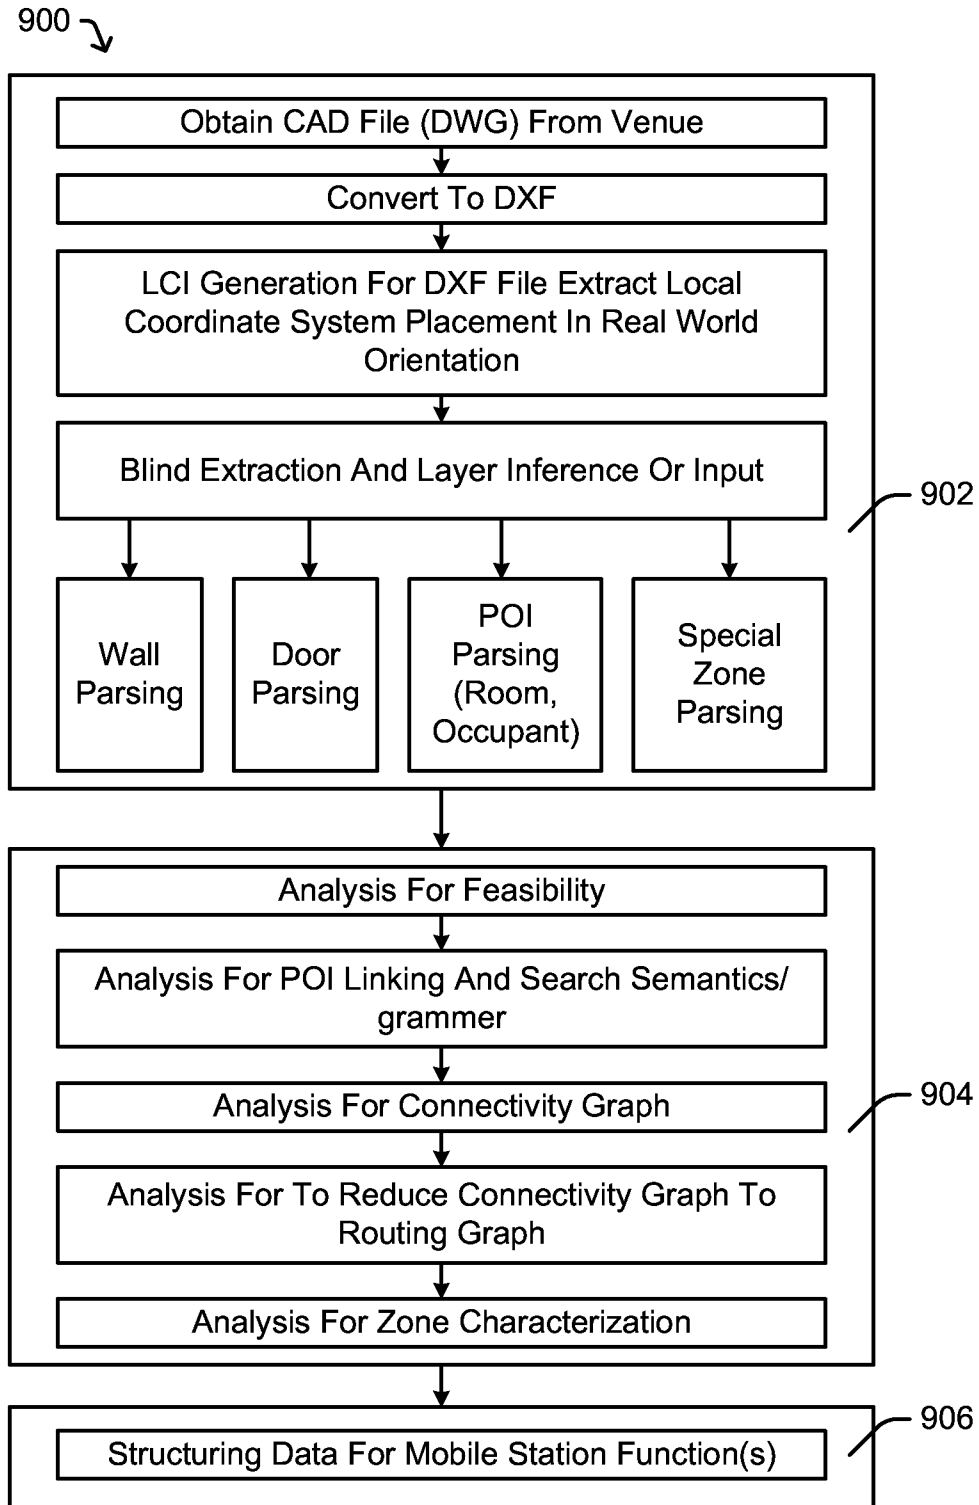 900
Obtain CAD File (DWG) From Venue
Convert To DXF
LCI Generation For DXF File Extract Local
Coordinate System Placement In Real World
Orientation
Blind Extraction And Layer Inference Or Input
902
Wall
Parsing
Door
Parsing
POI
Parsing
(Room,
Occupant)
Special
Zone
Parsing
Analysis For Feasibility
Analysis For POI Linking And Search Semantics/
grammer
Analysis For Connectivity Graph
904
Analysis For To Reduce Connectivity Graph To
Routing Graph
Analysis For Zone Characterization
906
Structuring Data For Mobile Station Function(s)